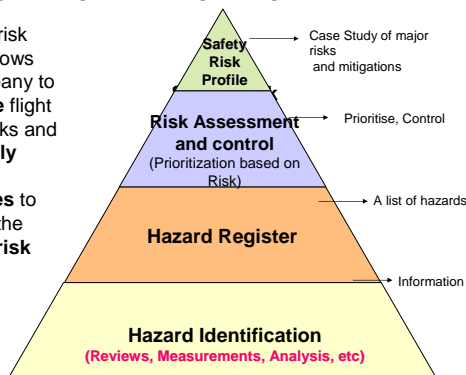 risk
ows
pany to
e flight
ks and
ly
es to
the
risk
Safety
Risk
Profile
Case Study of major
risks
and mitigations
Risk Assessment
and control
(Prioritization based on
Risk)
Prioritise, Control
A list of hazards
Hazard Register
Information
Hazard Identification
(Reviews, Measurements, Analysis, etc)